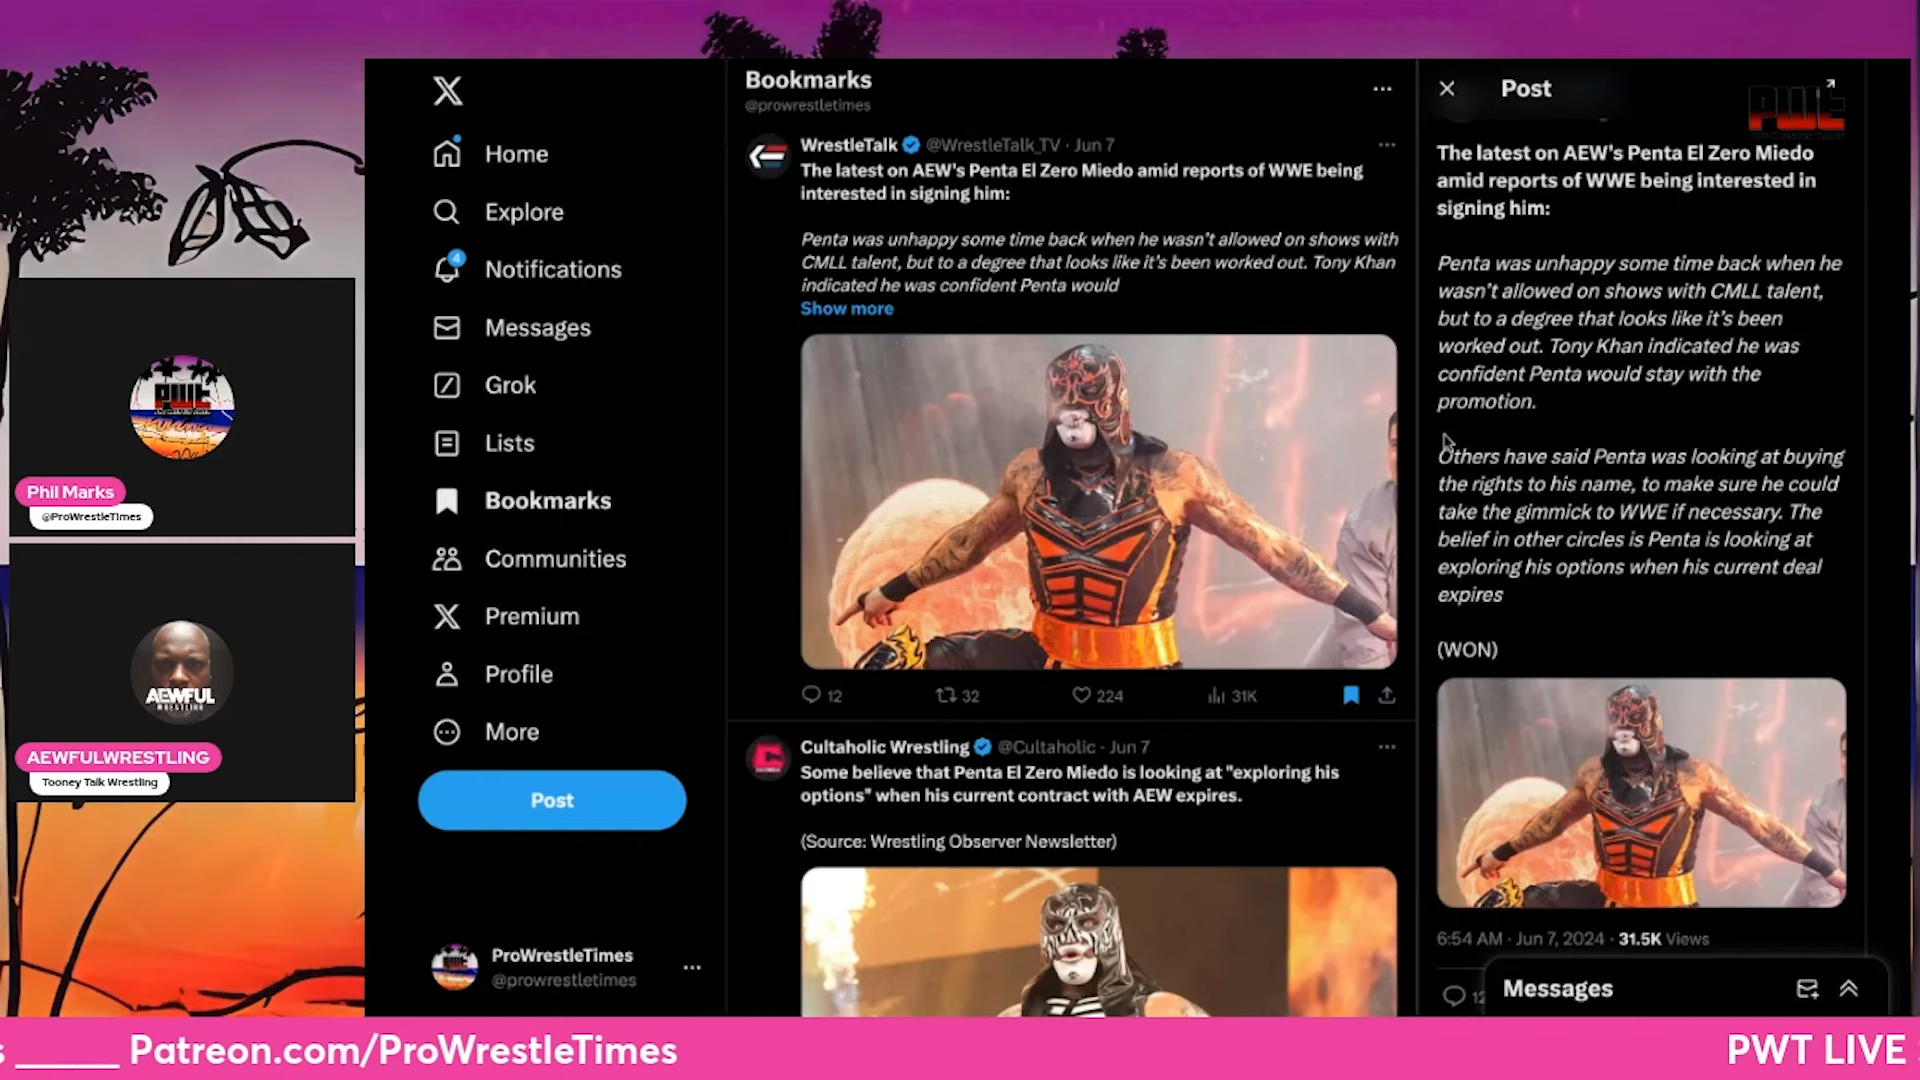 Bookmarks
@prowrestletimes
Post
PWT
Home
Explore
4
Notifications
Messages
Grok
Lists
Bookmarks
Communities
Premium
Profile
More
Post
ProWrestleTimes
@prowrestletimes
WrestleTalk @WrestleTalk_TV · Jun 7
The latest on AEW's Penta El Zero Miedo amid reports of WWE being
interested in signing him:
Penta was unhappy some time back when he wasn't allowed on shows with
CMLL talent, but to a degree that looks like it's been worked out. Tony Khan
indicated he was confident Penta would
Show more
12
32
224
31K
Cultaholic Wrestling @Cultaholic · Jun 7
Some believe that Penta El Zero Miedo is looking at "exploring his
options" when his current contract with AEW expires.
(Source: Wrestling Observer Newsletter)
The latest on AEW's Penta El Zero Miedo
amid reports of WWE being interested in
signing him:
Penta was unhappy some time back when he
wasn't allowed on shows with CMLL talent,
but to a degree that looks like it's been
worked out. Tony Khan indicated he was
confident Penta would stay with the
promotion.
Others have said Penta was looking at buying
the rights to his name, to make sure he could
take the gimmick to WWE if necessary. The
belief in other circles is Penta is looking at
exploring his options when his current deal
expires
(WON)
6:54 AM · Jun 7, 2024 · 31.5K Views
12
Messages
PWT
Phil Marks
@ProWrestleTimes
AEWFUL
WRESTLING
AEWFULWRESTLING
Tooney Talk Wrestling
s _____ Patreon.com/ProWrestleTimes
PWT LIVE